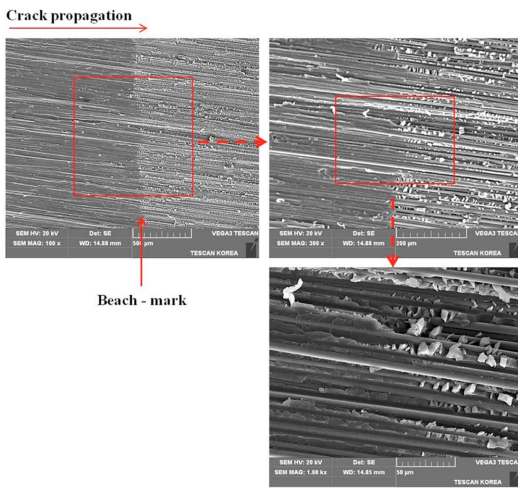 Crack propagation
SEM HV: 20 kV Det: SE VEGA3 TESCAN
SEM MAG: 100 x WD: 14.88 mm 500 µm
TESCAN KOREA
SEM HV: 20 kV Det: SE VEGA3 TESCAN
SEM MAG: 300 x WD: 14.88 mm 200 µm
TESCAN KOREA
Beach - mark
SEM HV: 20 kV Det: SE VEGA3 TESCAN
SEM MAG: 1.00 kx WD: 14.85 mm 50 µm
TESCAN KOREA